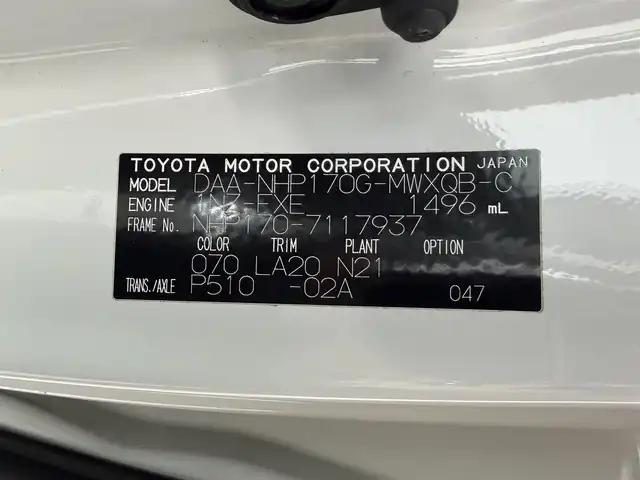 TOYOTA MOTOR CORPORATION JAPAN
MODEL DAA-NHP170G-MWXQB-C
ENGINE 1NZ-FXE 1496 mL
FRAME No. NHP170-7117937
COLOR TRIM PLANT OPTION
070 LA20 N21
TRANS./AXLE P510 -02A 047